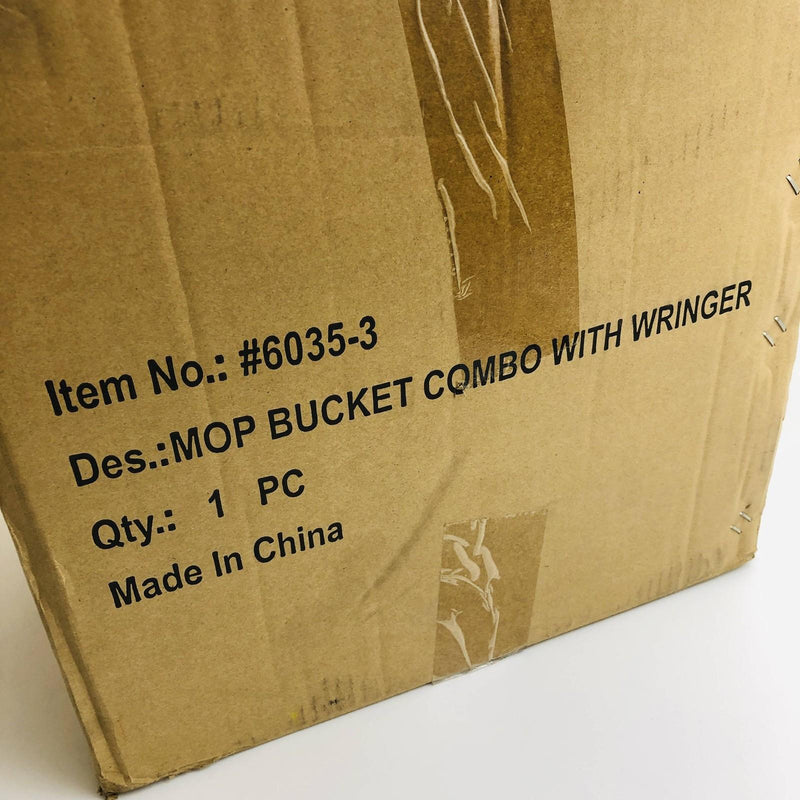 Item No.: #6035-3
Des.:MOP BUCKET COMBO WITH WRINGER
Qty.: 1 PC
Made In China